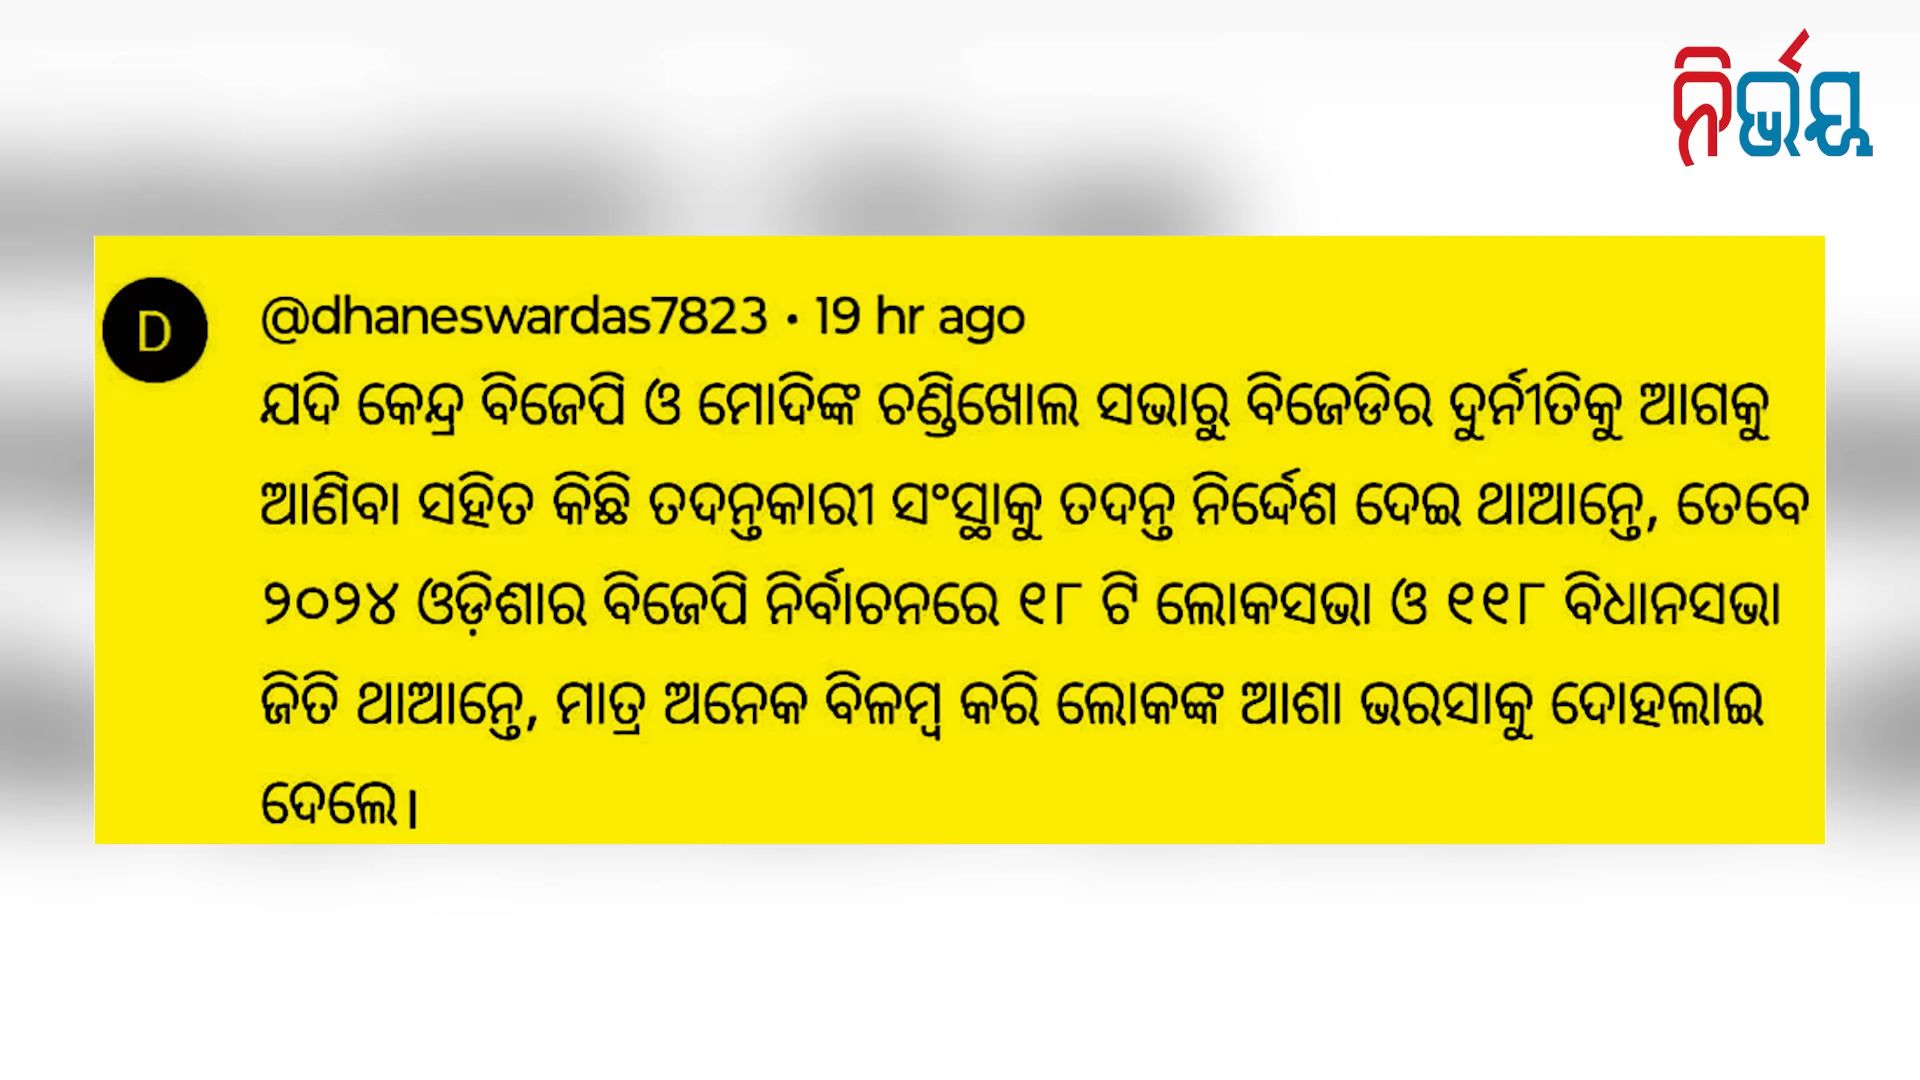 ନିର୍ଭୟ
D
@dhaneswardas7823 • 19 hr ago
ଯଦି କେନ୍ଦ୍ର ବିଜେପି ଓ ମୋଦିଙ୍କ ଚଣ୍ଡିଖୋଲ ସଭାରୁ ବିଜେଡିର ଦୁର୍ନୀତିକୁ ଆଗକୁ
ଆଣିବା ସହିତ କିଛି ତଦନ୍ତକାରୀ ସଂସ୍ଥାକୁ ତଦନ୍ତ ନିର୍ଦ୍ଦେଶ ଦେଇ ଥାଆନ୍ତେ, ତେବେ
୨୦୨୪ ଓଡ଼ିଶାର ବିଜେପି ନିର୍ବାଚନରେ ୧୮ ଟି ଲୋକସଭା ଓ ୧୧୮ ବିଧାନସଭା
ଜିତି ଥାଆନ୍ତେ, ମାତ୍ର ଅନେକ ବିଳମ୍ବ କରି ଲୋକଙ୍କ ଆଶା ଭରସାକୁ ଦୋହଲାଇ
ଦେଲେ।